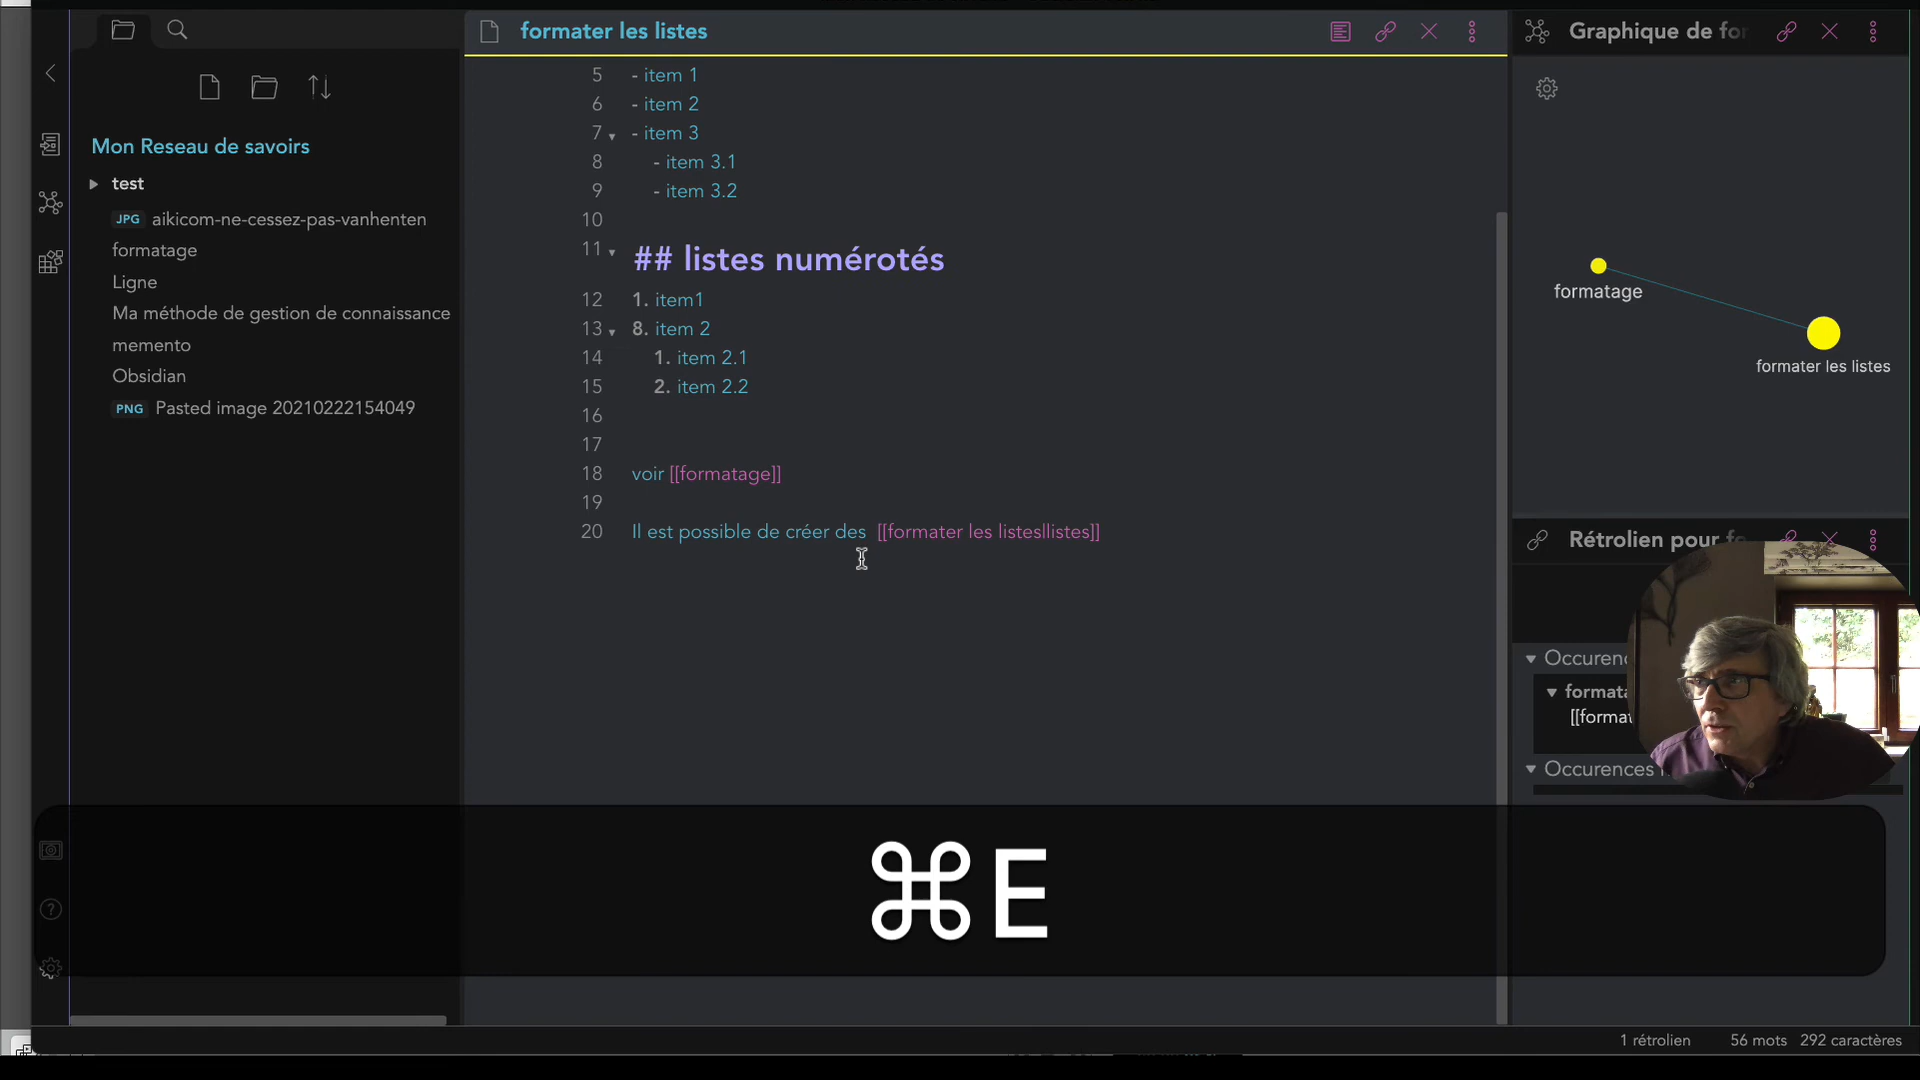 formater les listes
Graphique de for
Mon Reseau de savoirs
test
JPG aikicom-ne-cessez-pas-vanhenten
formatage
Ligne
Ma méthode de gestion de connaissance
memento
Obsidian
PNG Pasted image 20210222154049
5 - item 1
6 - item 2
7 - item 3
8 - item 3.1
9 - item 3.2
10
11 ## listes numérotés
12 1. item1
13 8. item 2
14 1. item 2.1
15 2. item 2.2
16
17
18 voir [[formatage]]
19
20 Il est possible de créer des [[formater les listes|listes]]
formatage
formater les listes
Rétrolien pour fo
Occurenc
formata
[[format
Occurences
⌘E
1 rétrolien 56 mots 292 caractères